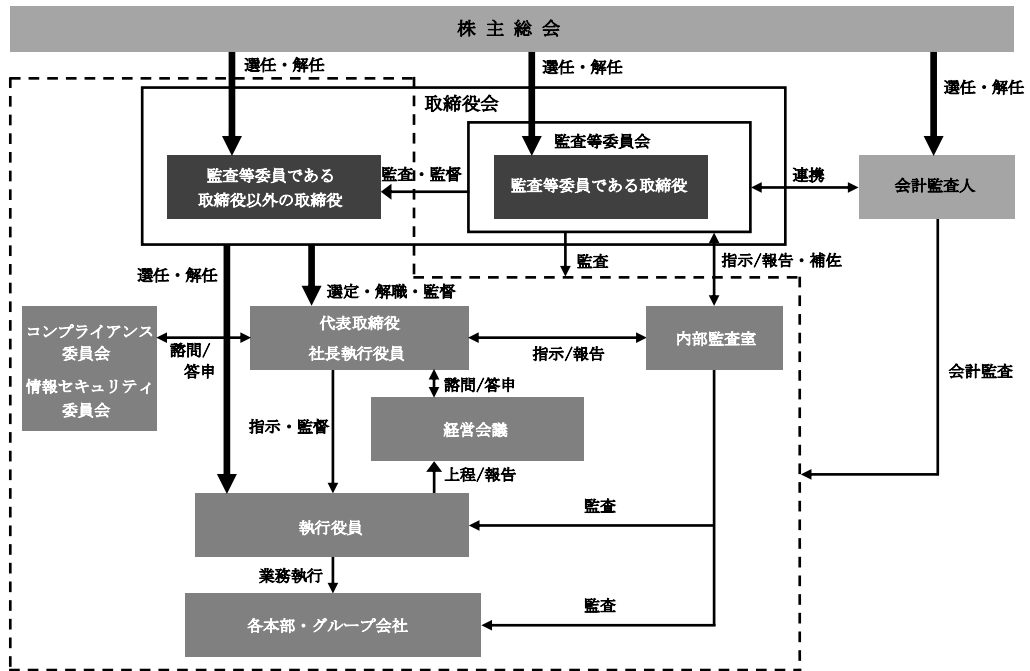 株 主 総 会
選任・解任
選任・解任
選任・解任
取締役会
監査等委員会
監査等委員である
取締役以外の取締役
監査・監督
監査等委員である取締役
連携
会計監査人
選任・解任
選定・解職・監督
監査
指示/報告・補佐
コンプライアンス
委員会
情報セキュリティ
委員会
諮問/
答申
代表取締役
社長執行役員
指示/報告
内部監査室
会計監査
諮問/答申
指示・監督
経営会議
上程/報告
執行役員
監査
業務執行
各本部・グループ会社
監査